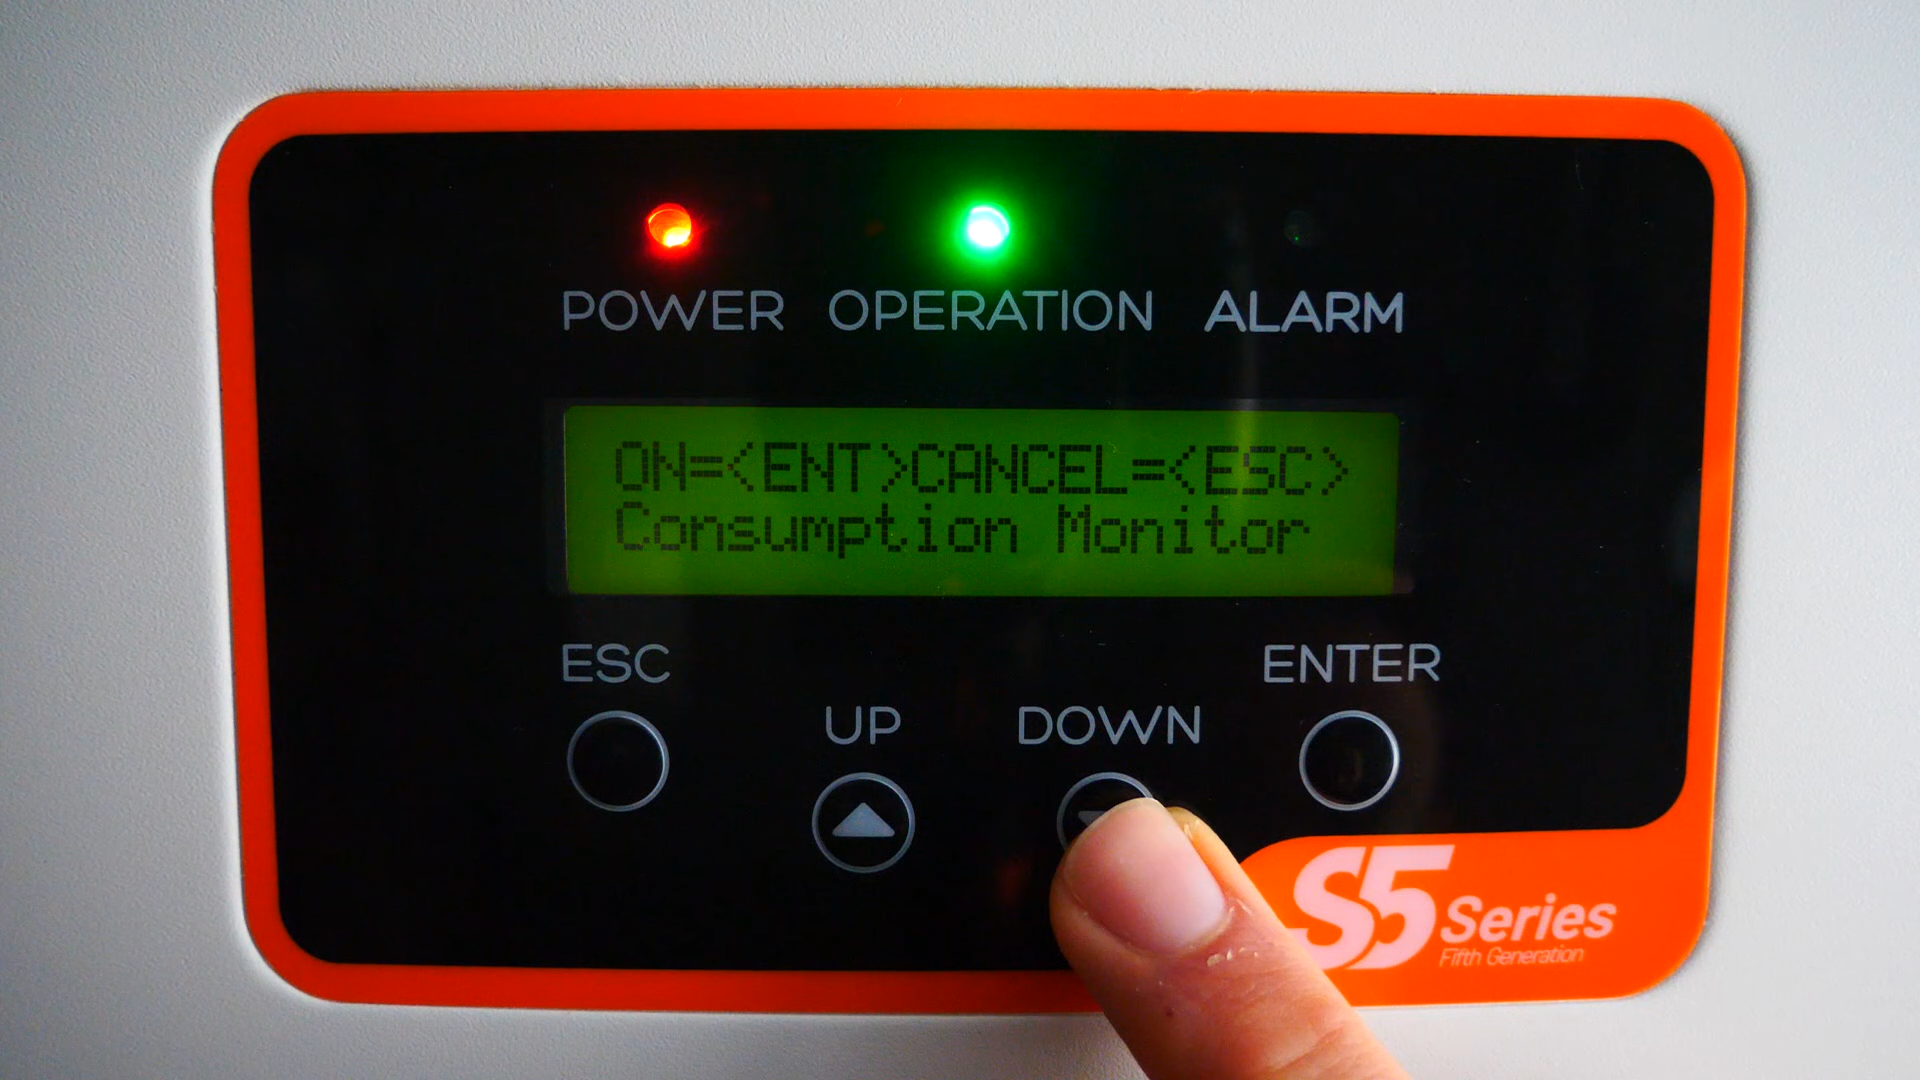 POWER OPERATION ALARM
ON=<ENT>CANCEL=<ESC>
Consumption Monitor
ESC
UP
DOWN
ENTER
S5 Series
Fifth Generation